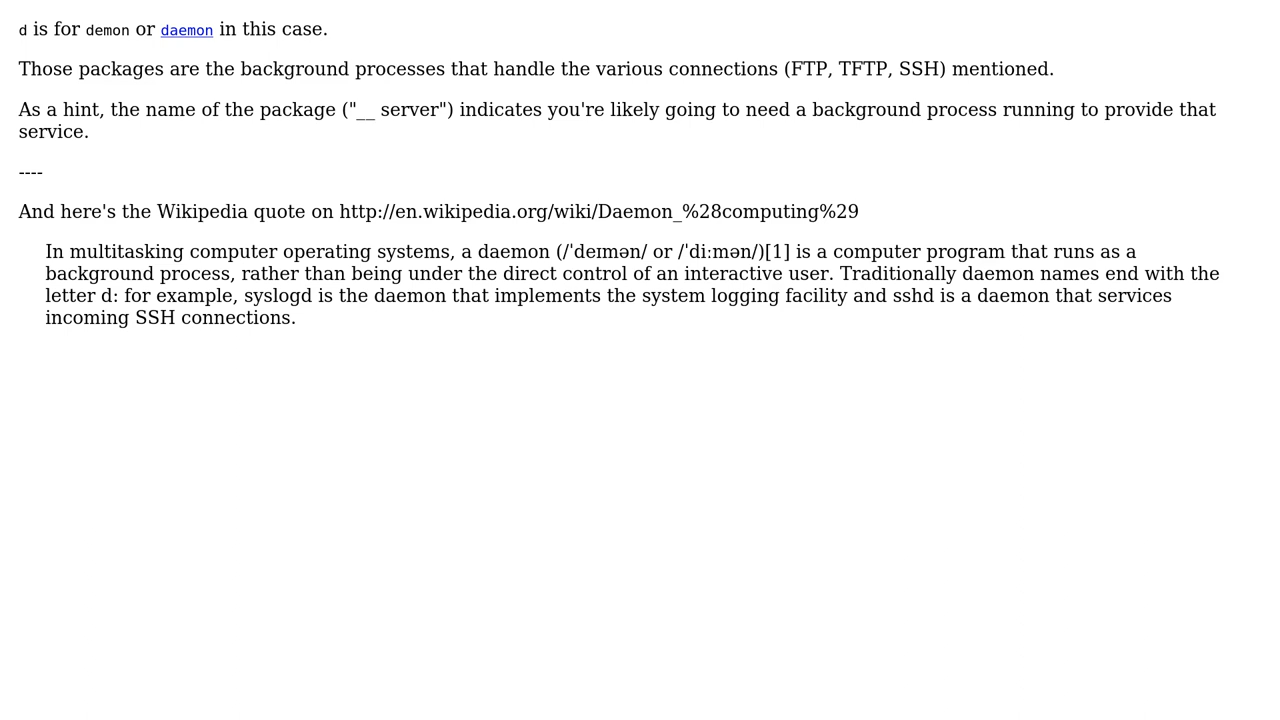 d is for demon or daemon in this case.
Those packages are the background processes that handle the various connections (FTP, TFTP, SSH) mentioned.
As a hint, the name of the package ("__ server") indicates you're likely going to need a background process running to provide that
service.
----
And here's the Wikipedia quote on http://en.wikipedia.org/wiki/Daemon_%28computing%29
In multitasking computer operating systems, a daemon (/ˈdeɪmən/ or /ˈdiːmən/)[1] is a computer program that runs as a
background process, rather than being under the direct control of an interactive user. Traditionally daemon names end with the
letter d: for example, syslogd is the daemon that implements the system logging facility and sshd is a daemon that services
incoming SSH connections.